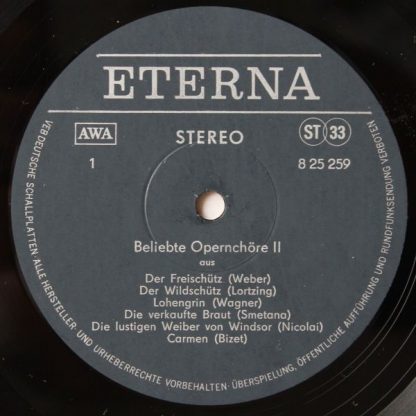 ETERNA
AWA
STEREO
ST 33
1
8 25 259
Beliebte Opernchöre II
aus
Der Freischütz (Weber)
Der Wildschütz (Lortzing)
Lohengrin (Wagner)
Die verkaufte Braut (Smetana)
Die lustigen Weiber von Windsor (Nicolai)
Carmen (Bizet)
VEB DEUTSCHE SCHALLPLATTEN · ALLE HERSTELLER- UND URHEBERRECHTE VORBEHALTEN · ÜBERSPIELUNG, ÖFFENTLICHE AUFFÜHRUNG UND RUNDFUNKSENDUNG VERBOTEN